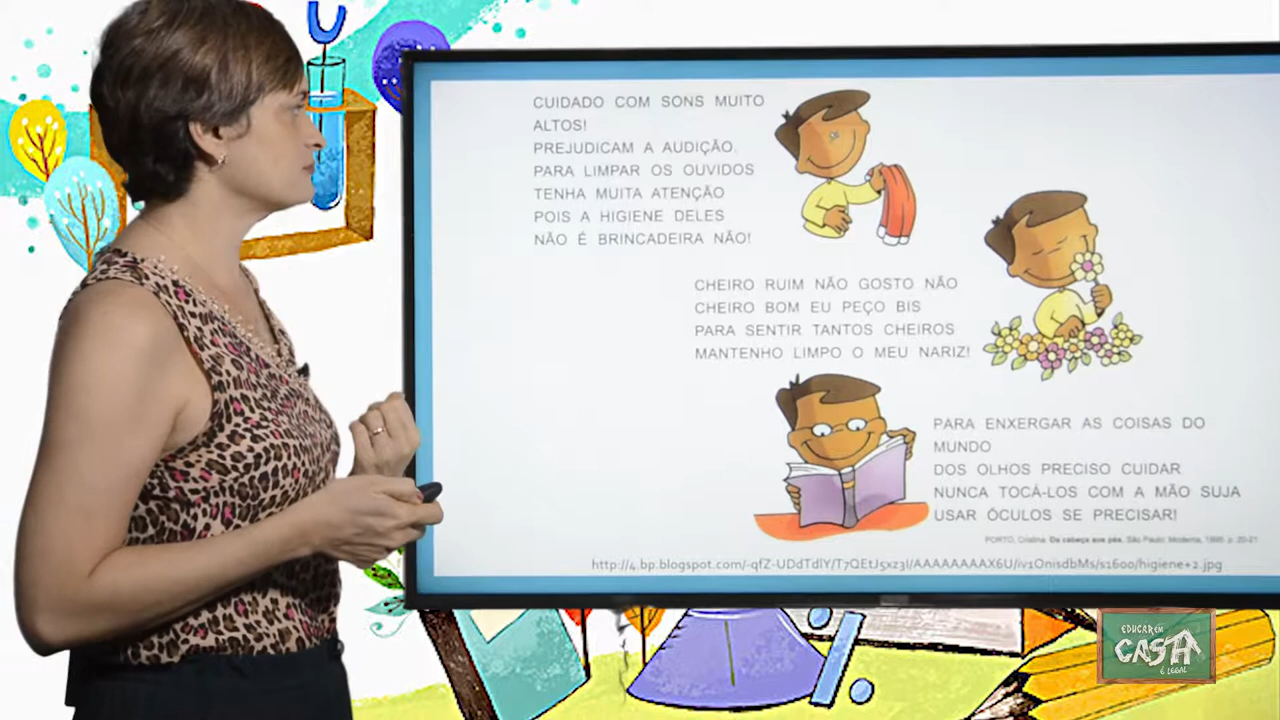 CUIDADO COM SONS MUITO
ALTOS!
PREJUDICAM A AUDIÇÃO.
PARA LIMPAR OS OUVIDOS
TENHA MUITA ATENÇÃO
POIS A HIGIENE DELES
NÃO É BRINCADEIRA NÃO!
CHEIRO RUIM NÃO GOSTO NÃO
CHEIRO BOM EU PEÇO BIS
PARA SENTIR TANTOS CHEIROS
MANTENHO LIMPO O MEU NARIZ!
PARA ENXERGAR AS COISAS DO
MUNDO
DOS OLHOS PRECISO CUIDAR
NUNCA TOCÁ-LOS COM A MÃO SUJA
USAR ÓCULOS SE PRECISAR!
PORTO, Cristina. Da cabeça aos pés. São Paulo: Moderna, 1998. p. 20-21
http://4.bp.blogspot.com/-qfZ-UDdTdlY/T7QEtJ5xz3I/AAAAAAAAX6U/iv1OnisdbMs/s1600/higiene+2.jpg
EDUCAR EM
CASA
É LEGAL